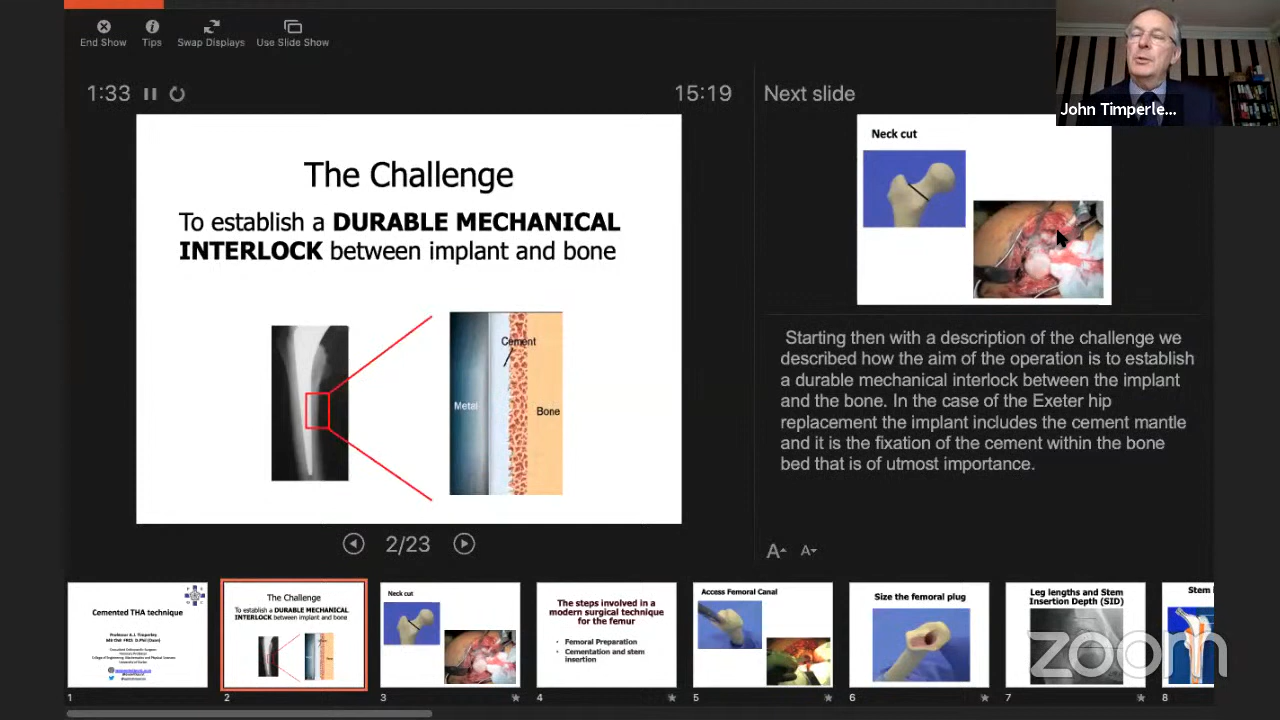 End Show
Tips
Swap Displays
Use Slide Show
1:33
15:19
Next slide
John Timperle...
The Challenge
To establish a DURABLE MECHANICAL
INTERLOCK between implant and bone
Cement
Metal
Bone
Neck cut
Starting then with a description of the challenge we
described how the aim of the operation is to establish
a durable mechanical interlock between the implant
and the bone. In the case of the Exeter hip
replacement the implant includes the cement mantle
and it is the fixation of the cement within the bone
bed that is of utmost importance.
2/23
A A
Cemented THA technique
Professor A J Timperley
1
The Challenge
To establish a DURABLE MECHANICAL
INTERLOCK between implant and bone
2
Neck cut
3
The steps involved in a
modern surgical technique
for the femur
• Femoral Preparation
• Cementation and stem
insertion
4
Access Femoral Canal
5
Size the femoral plug
6
Leg lengths and Stem
Insertion Depth (SID)
7
Stem
8
zoom